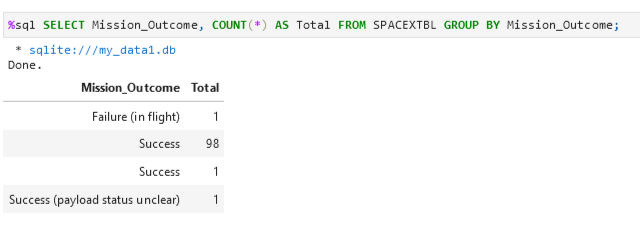 %sql SELECT Mission_Outcome, COUNT(*) AS Total FROM SPACEXTBL GROUP BY Mission_Outcome;
* sqlite:///my_data1.db
Done.
Mission_Outcome Total
Failure (in flight) 1
Success 98
Success 1
Success (payload status unclear) 1